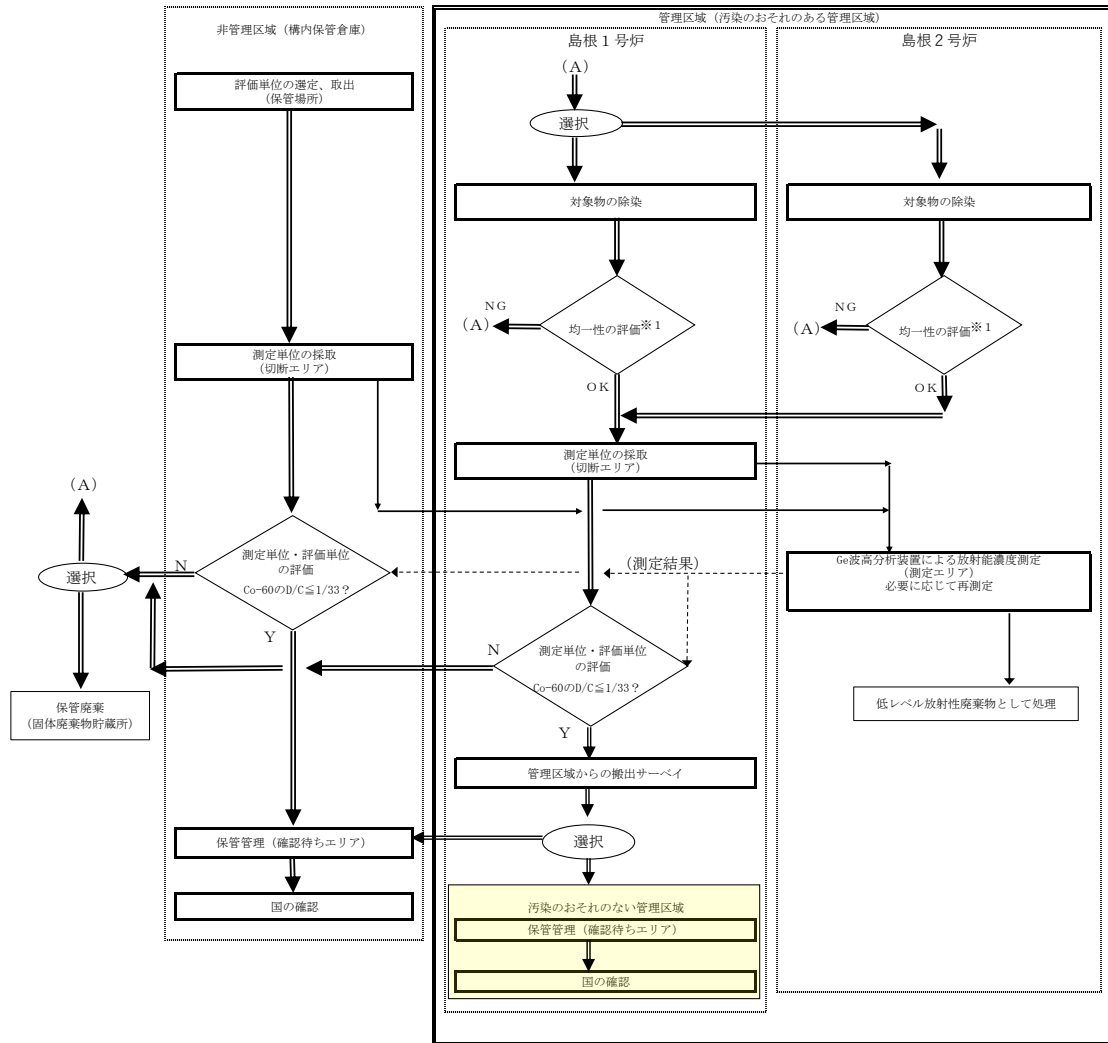 管理区域（汚染のおそれのある管理区域）
非管理区域（構内保管倉庫）
評価単位の選定、取出
(保管場所)
測定単位の採取
(切断エリア)
測定単位・評価単位
の評価
Co-60のD/C≦1/33？
N
Y
(A)
選択
保管廃棄
(固体廃棄物貯蔵所)
保管管理（確認待ちエリア）
国の確認
島根１号炉
(A)
選択
対象物の除染
均一性の評価※1
NG
(A)
OK
測定単位の採取
(切断エリア)
(測定結果)
測定単位・評価単位
の評価
Co-60のD/C≦1/33？
N
Y
管理区域からの搬出サーベイ
選択
汚染のおそれのない管理区域
保管管理（確認待ちエリア）
国の確認
島根２号炉
対象物の除染
均一性の評価※1
NG
(A)
OK
Ge波高分析装置による放射能濃度測定
(測定エリア)
必要に応じて再測定
低レベル放射性廃棄物として処理